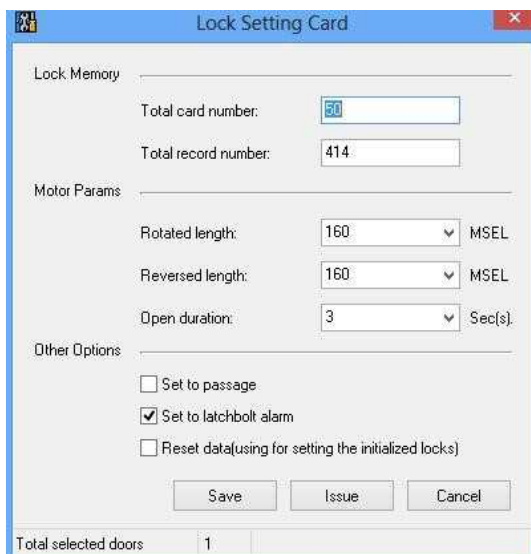 Lock Setting Card
Lock Memory
Total card number: 50
Total record number: 414
Motor Params
Rotated length: 160 MSEL
Reversed length: 160 MSEL
Open duration: 3 Sec(s).
Other Options
Set to passage
Set to latchbolt alarm
Reset data(using for setting the initialized locks)
Save Issue Cancel
Total selected doors 1